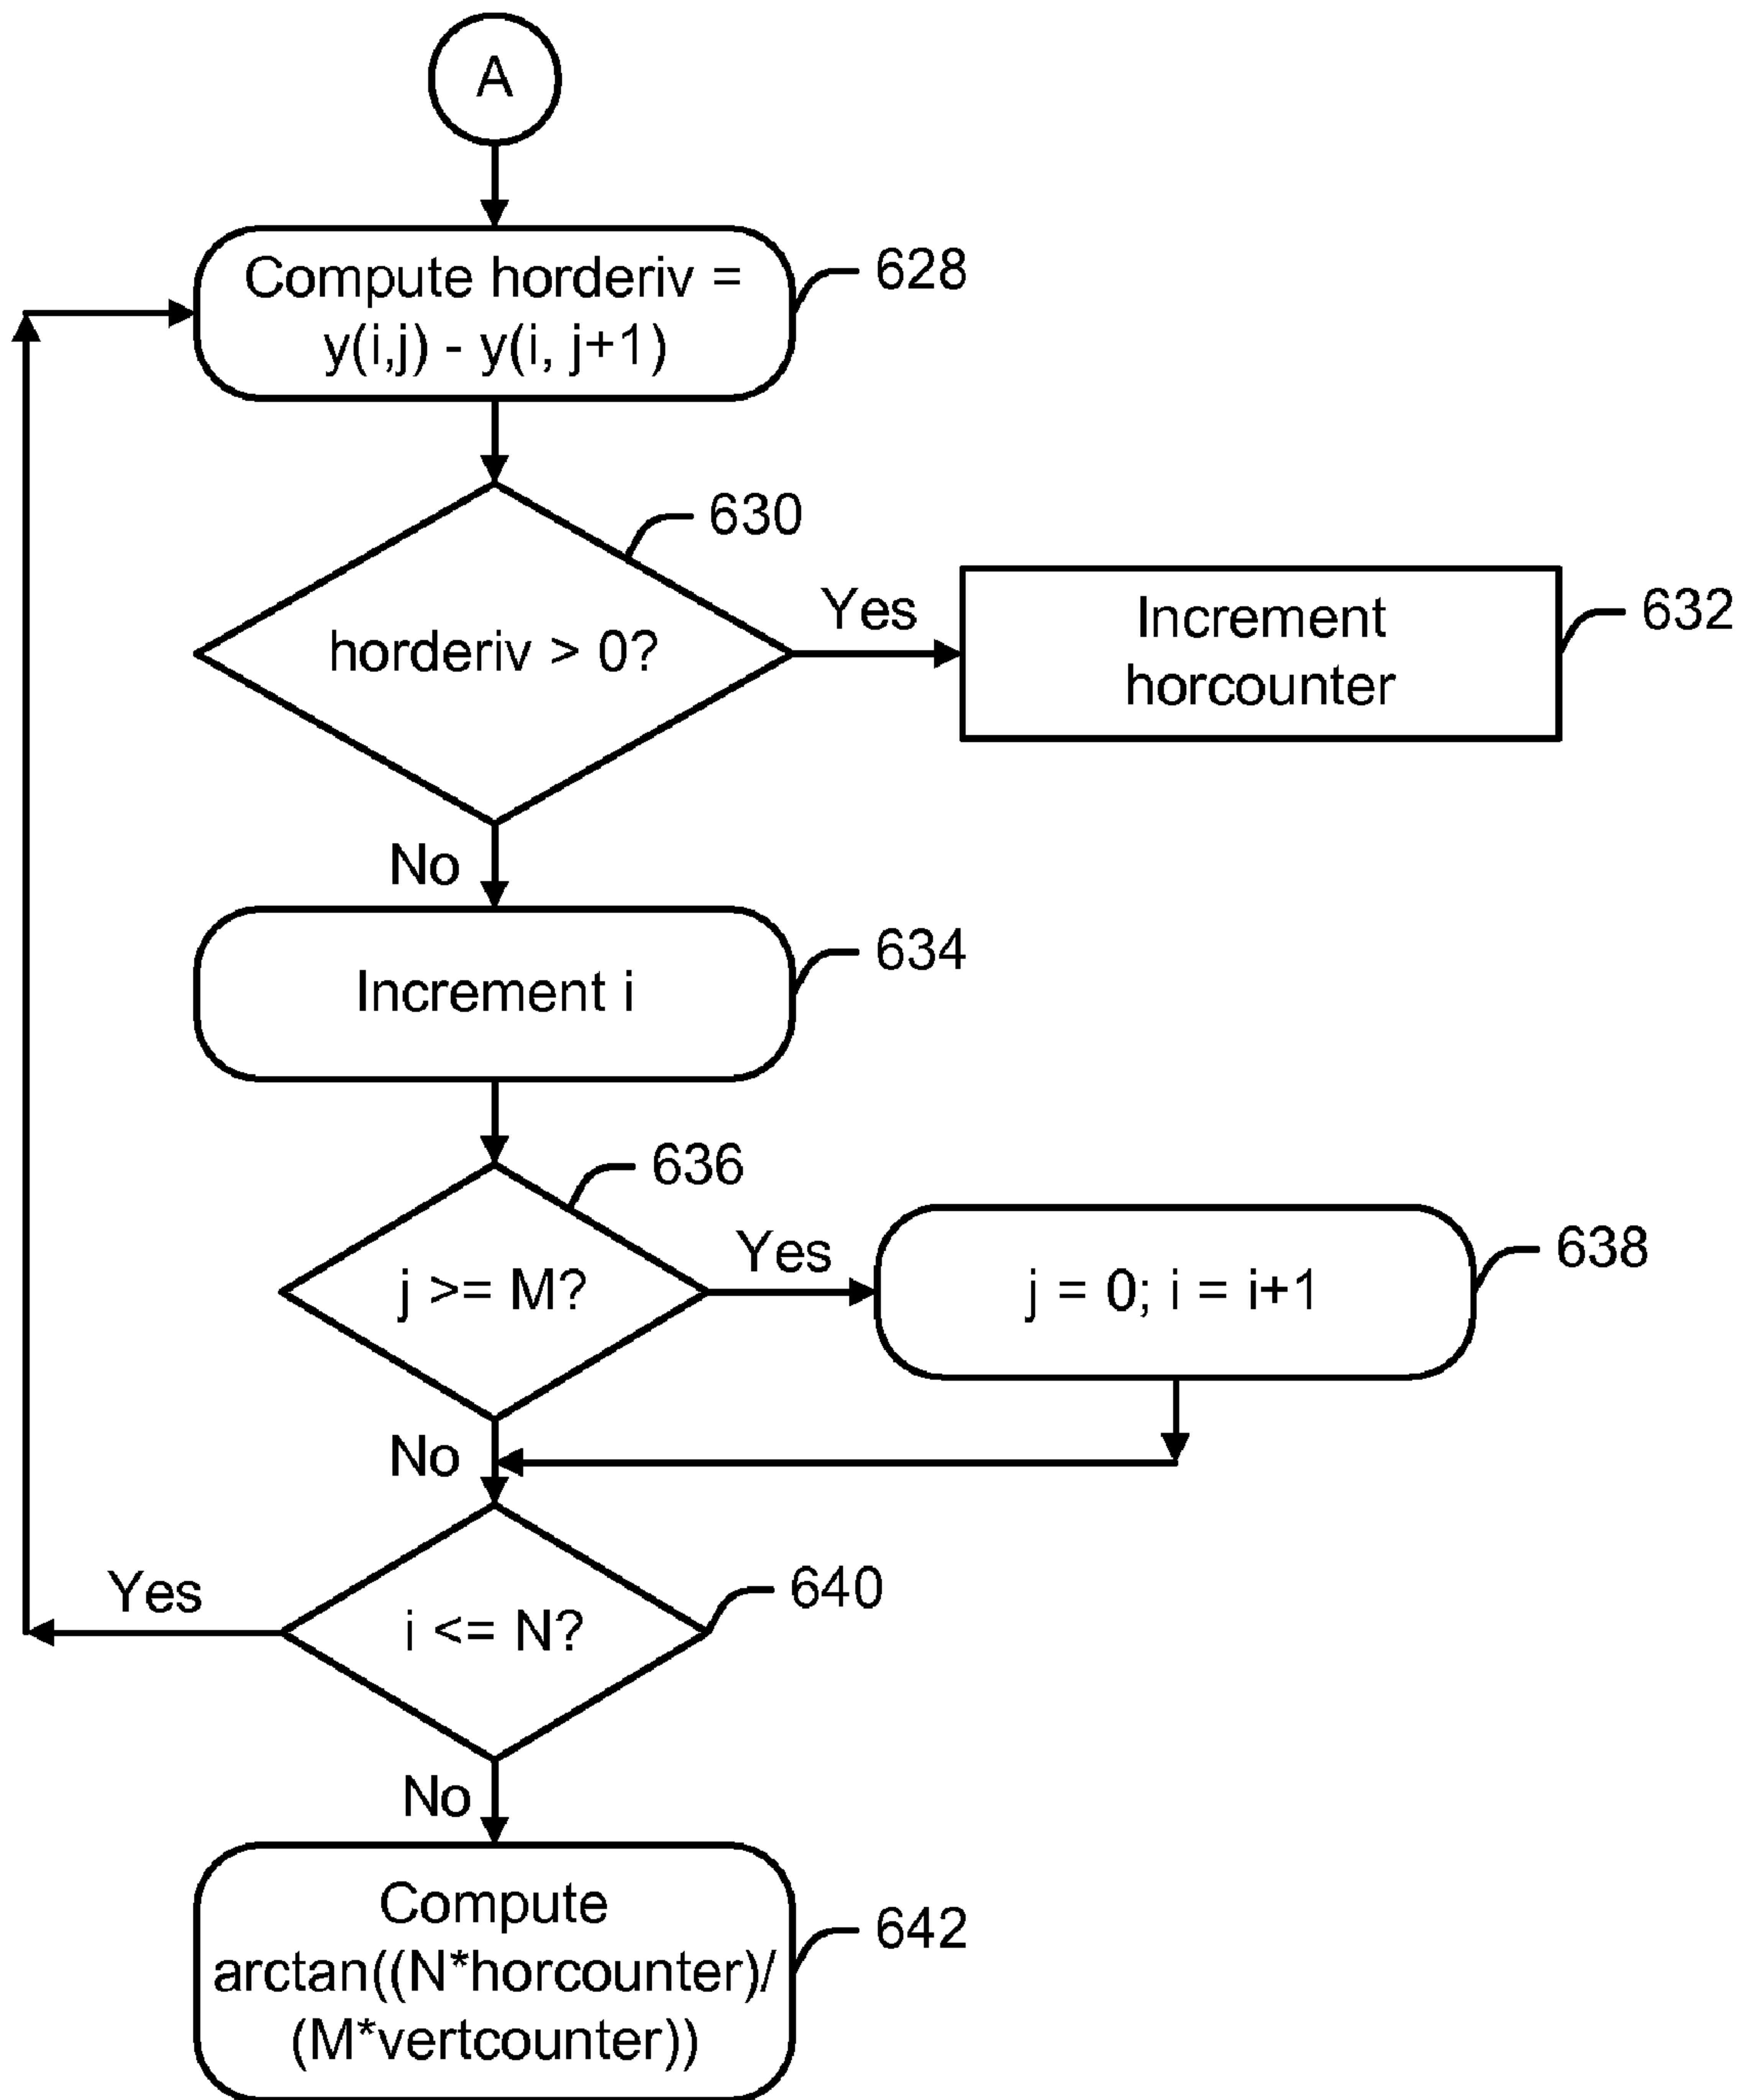 A
Compute horderiv =
y(i,j) - y(i, j+1)
628
630
horderiv > 0?
Yes
Increment
horcounter
632
No
Increment i
634
636
j >= M?
Yes
j = 0; i = i+1
638
No
Yes
i <= N?
640
No
Compute
arctan((N*horcounter)/
(M*vertcounter))
642